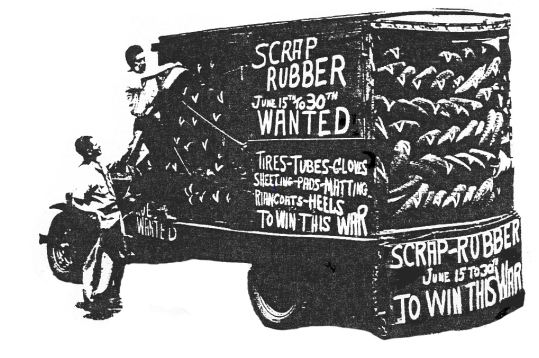 SCRAP
RUBBER
JUNE 15TH TO 30TH
WANTED
TIRES-TUBES-GLOVES
SHEETING-PADS-MATTING
RIANCOATS-HEELS
TO WIN THIS WAR
WANTED
SCRAP-RUBBER
JUNE 15 TO 30TH
TO WIN THIS WAR